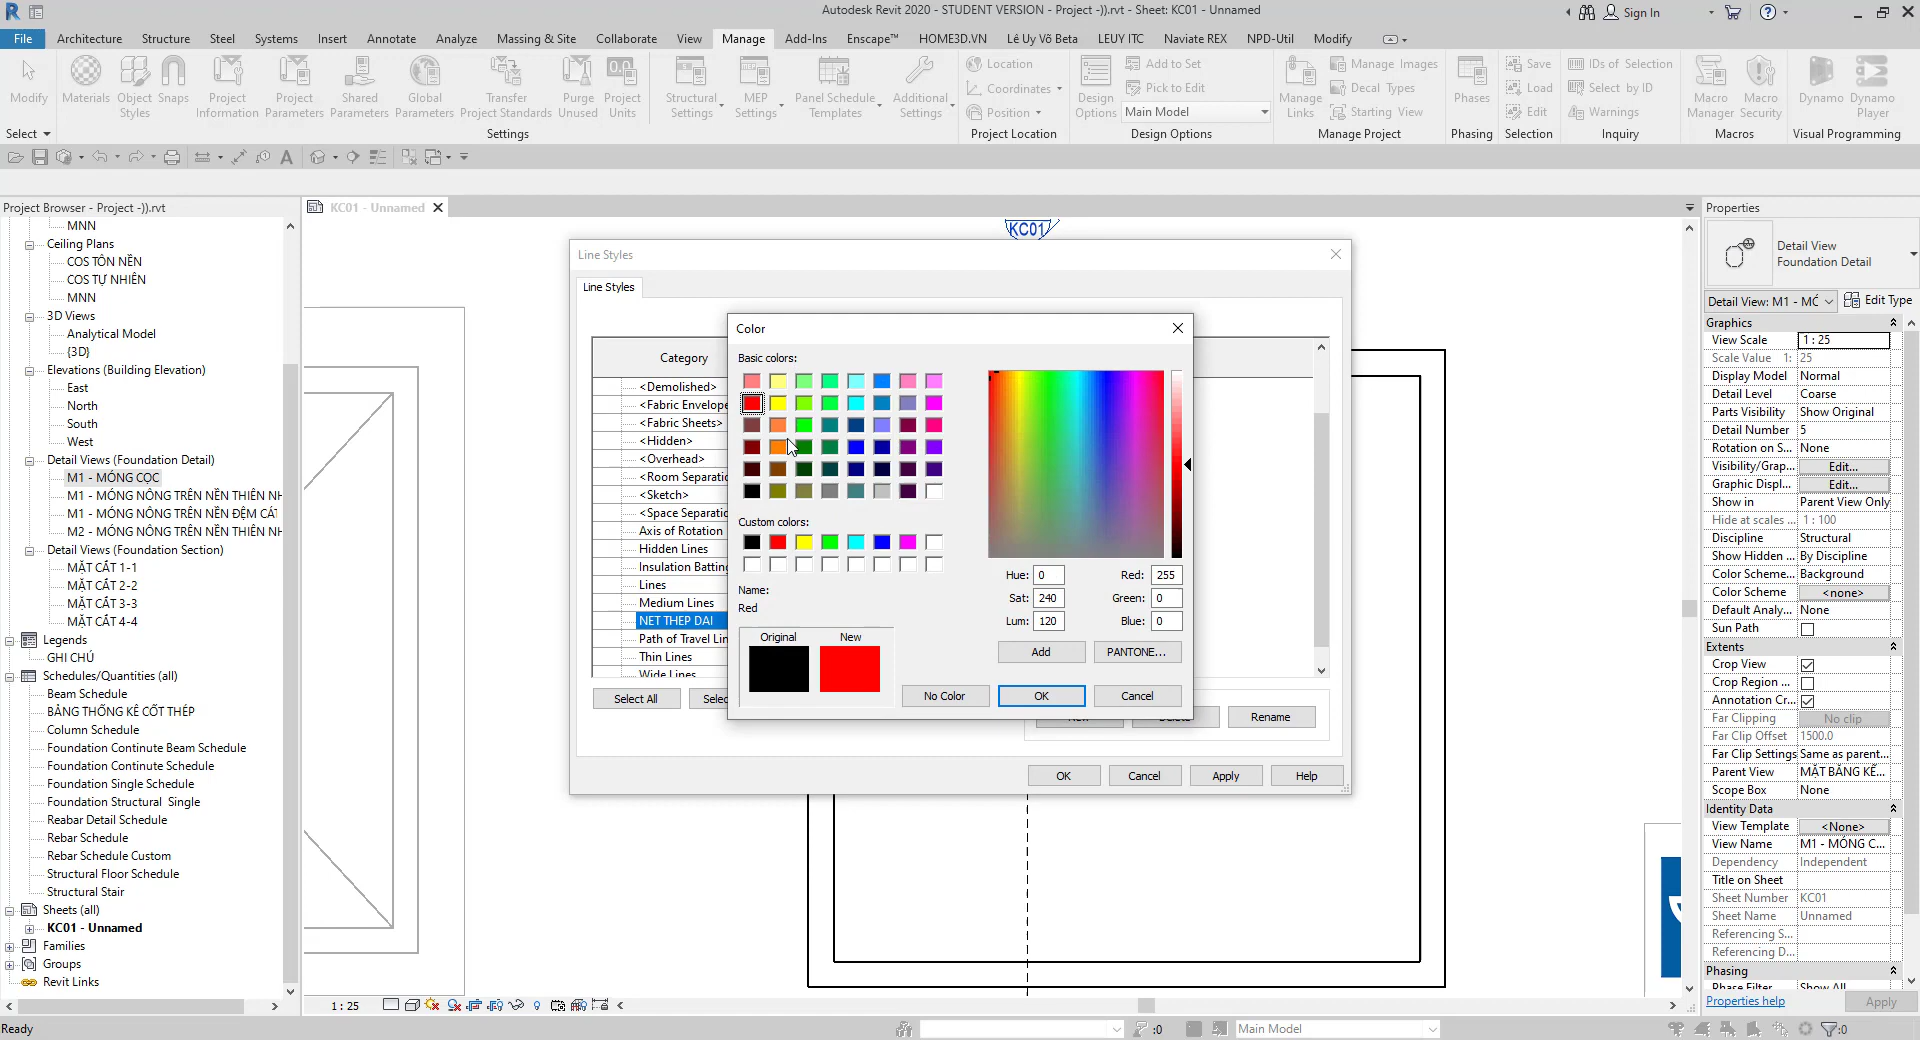 Autodesk Revit 2020 - STUDENT VERSION - Project -)).rvt - Sheet: KC01 - Unnamed
Sign In
File Architecture Structure Steel Systems Insert Annotate Analyze Massing & Site Collaborate View Manage Add-Ins Enscape™ HOME3D.VN Lê Uy Võ Beta LEUY ITC Naviate REX NPD-Util Modify
Modify
Materials
Object Styles
Snaps
Project Information
Project Parameters
Shared Parameters
Global Parameters
Transfer Project Standards
Purge Unused
Project Units
Structural Settings
MEP Settings
Panel Schedule Templates
Additional Settings
Location
Coordinates
Position
Design Options
Add to Set
Pick to Edit
Main Model
Manage Links
Manage Images
Decal Types
Starting View
Phases
Save
Load
Edit
IDs of Selection
Select by ID
Warnings
Macro Manager
Macro Security
Dynamo
Dynamo Player
Select
Settings
Project Location
Design Options
Manage Project
Phasing
Selection
Inquiry
Macros
Visual Programming
Project Browser - Project -)).rvt
MNN
Ceiling Plans
COS TÔN NỀN
COS TỰ NHIÊN
MNN
3D Views
Analytical Model
{3D}
Elevations (Building Elevation)
East
North
South
West
Detail Views (Foundation Detail)
M1 - MÓNG CỌC
M1 - MÓNG NÔNG TRÊN NỀN THIÊN NH
M1 - MÓNG NÔNG TRÊN NỀN ĐỆM CÁT
M2 - MÓNG NÔNG TRÊN NỀN THIÊN NH
Detail Views (Foundation Section)
MẶT CẮT 1-1
MẶT CẮT 2-2
MẶT CẮT 3-3
MẶT CẮT 4-4
Legends
GHI CHÚ
Schedules/Quantities (all)
Beam Schedule
BẢNG THỐNG KÊ CỐT THÉP
Column Schedule
Foundation Continute Beam Schedule
Foundation Continute Schedule
Foundation Single Schedule
Foundation Structural Single
Reabar Detail Schedule
Rebar Schedule
Rebar Schedule Custom
Structural Floor Schedule
Structural Stair
Sheets (all)
KC01 - Unnamed
Families
Groups
Revit Links
KC01 - Unnamed
KC01
Line Styles
Line Styles
Category
<Demolished>
<Fabric Envelope
<Fabric Sheets>
<Hidden>
<Overhead>
<Room Separatio
<Sketch>
<Space Separatio
Axis of Rotation
Hidden Lines
Insulation Batting
Lines
Medium Lines
NET THEP DAI
Path of Travel Lin
Thin Lines
Wide Lines
Select All
Selec
New
Delete
Rename
OK
Cancel
Apply
Help
Color
Basic colors:
Custom colors:
Name:
Red
Original
New
Hue: 0
Red: 255
Sat: 240
Green: 0
Lum: 120
Blue: 0
Add
PANTONE...
No Color
OK
Cancel
Properties
Detail View
Foundation Detail
Detail View: M1 - MÓ
Edit Type
Graphics
View Scale 1 : 25
Scale Value 1: 25
Display Model Normal
Detail Level Coarse
Parts Visibility Show Original
Detail Number 5
Rotation on S... None
Visibility/Grap... Edit...
Graphic Displ... Edit...
Show in Parent View Only
Hide at scales ... 1 : 100
Discipline Structural
Show Hidden ... By Discipline
Color Scheme... Background
Color Scheme <none>
Default Analy... None
Sun Path
Extents
Crop View
Crop Region ...
Annotation Cr...
Far Clipping No clip
Far Clip Offset 1500.0
Far Clip Settings Same as parent...
Parent View MẶT BẰNG KẾ...
Scope Box None
Identity Data
View Template <None>
View Name M1 - MÓNG C...
Dependency Independent
Title on Sheet
Sheet Number KC01
Sheet Name Unnamed
Referencing S...
Referencing D...
Phasing
Phase Filter Show All
Properties help
Apply
1 : 25
Ready
:0
Main Model
:0